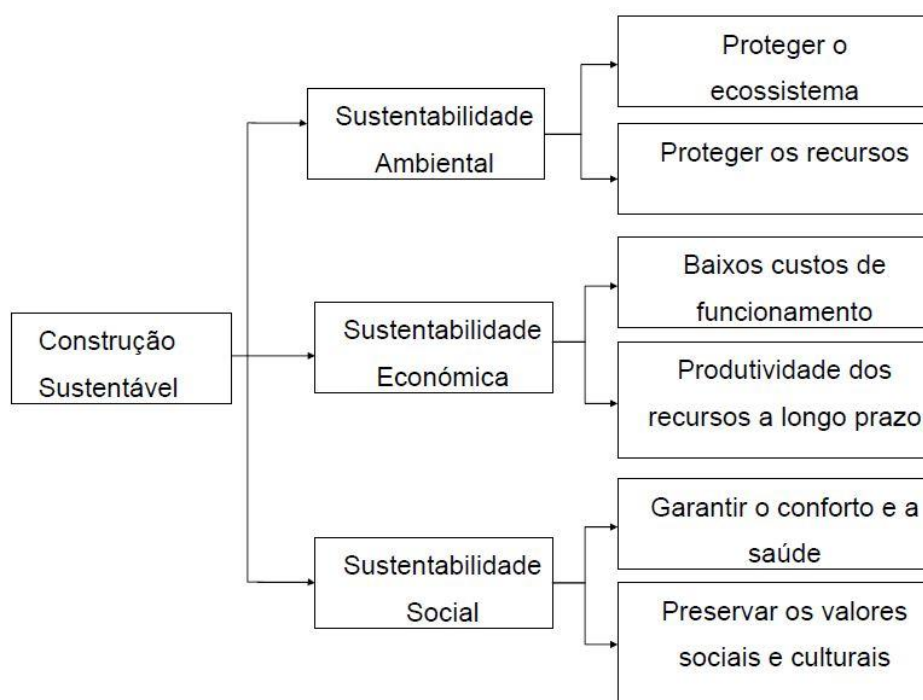 Construção
Sustentável
Sustentabilidade
Ambiental
Proteger o
ecossistema
Proteger os recursos
Sustentabilidade
Económica
Baixos custos de
funcionamento
Produtividade dos
recursos a longo prazo
Sustentabilidade
Social
Garantir o conforto e a
saúde
Preservar os valores
sociais e culturais